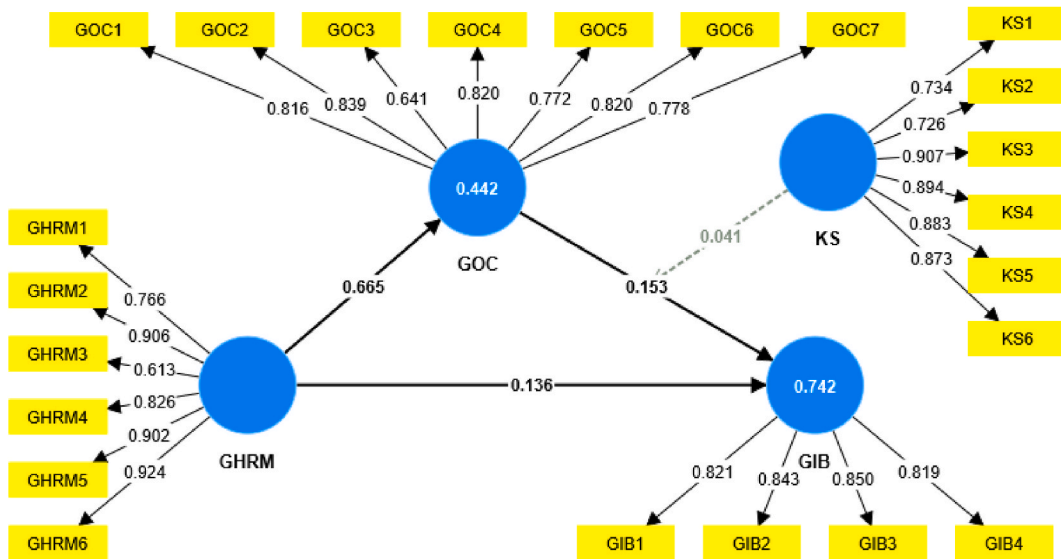 GOC1 GOC2 GOC3 GOC4 GOC5 GOC6 GOC7
KS1
KS2
KS3
KS4
KS5
KS6
0.816
0.839
0.641
0.820
0.772
0.820
0.778
0.734
0.726
0.907
0.894
0.883
0.873
0.442
GOC
KS
0.041
0.665
0.153
GHRM1
GHRM2
GHRM3
GHRM4
GHRM5
GHRM6
0.766
0.906
0.613
0.826
0.902
0.924
GHRM
0.136
0.742
GIB
0.821
0.843
0.850
0.819
GIB1 GIB2 GIB3 GIB4